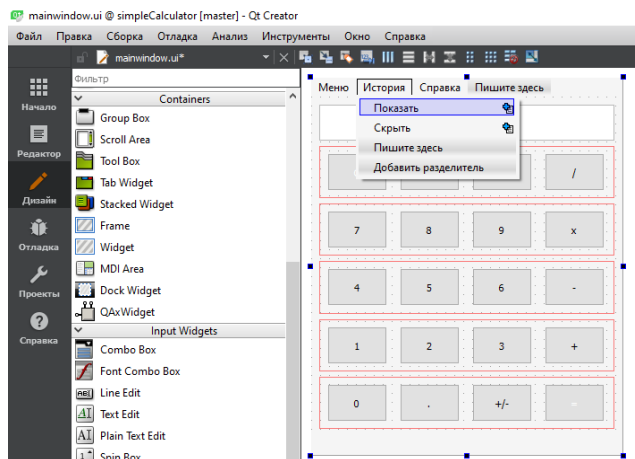 mainwindow.ui @ simpleCalculator [master] - Qt Creator
Файл Правка Сборка Отладка Анализ Инструменты Окно Справка
mainwindow.ui*
Фильтр
Containers
Group Box
Scroll Area
Tool Box
Tab Widget
Stacked Widget
Frame
Widget
MDI Area
Dock Widget
QAxWidget
Input Widgets
Combo Box
Font Combo Box
Line Edit
Text Edit
Plain Text Edit
Spin Box
Начало
Редактор
Дизайн
Отладка
Проекты
Справка
Меню История Справка Пишите здесь
Показать
Скрыть
Пишите здесь
Добавить разделитель
/
7 8 9 x
4 5 6 -
1 2 3 +
0 . +/- =